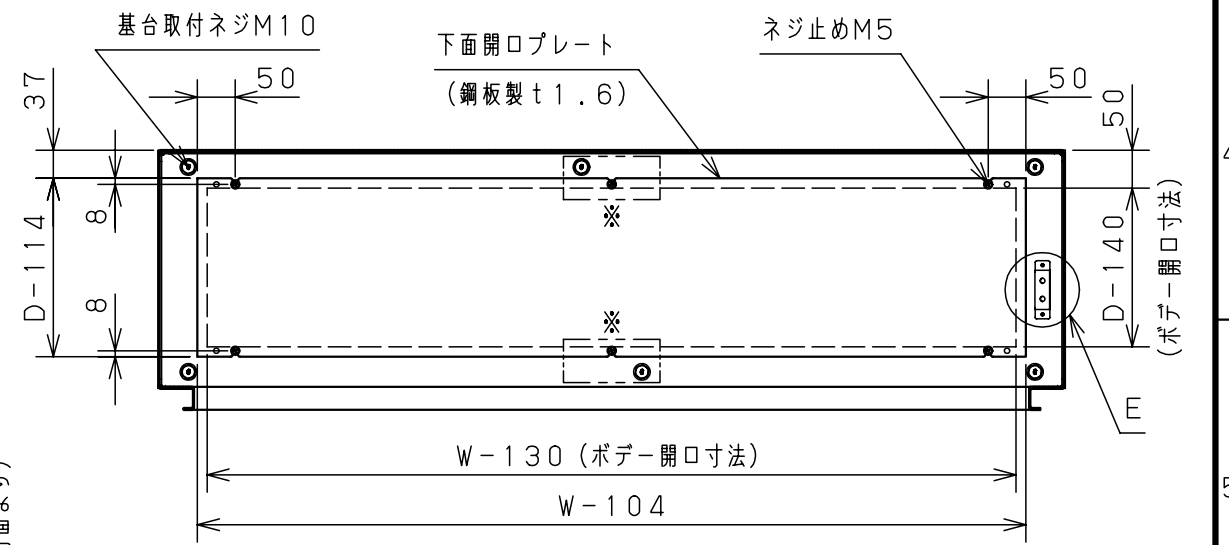 基台取付ネジM10
下面開口プレート
(鋼板製t1.6)
ネジ止めM5
50
50
37
50
8
8
D-114
D-140
(ボデー開口寸法)
※
※
E
W-130(ボデー開口寸法)
W-104
4
5